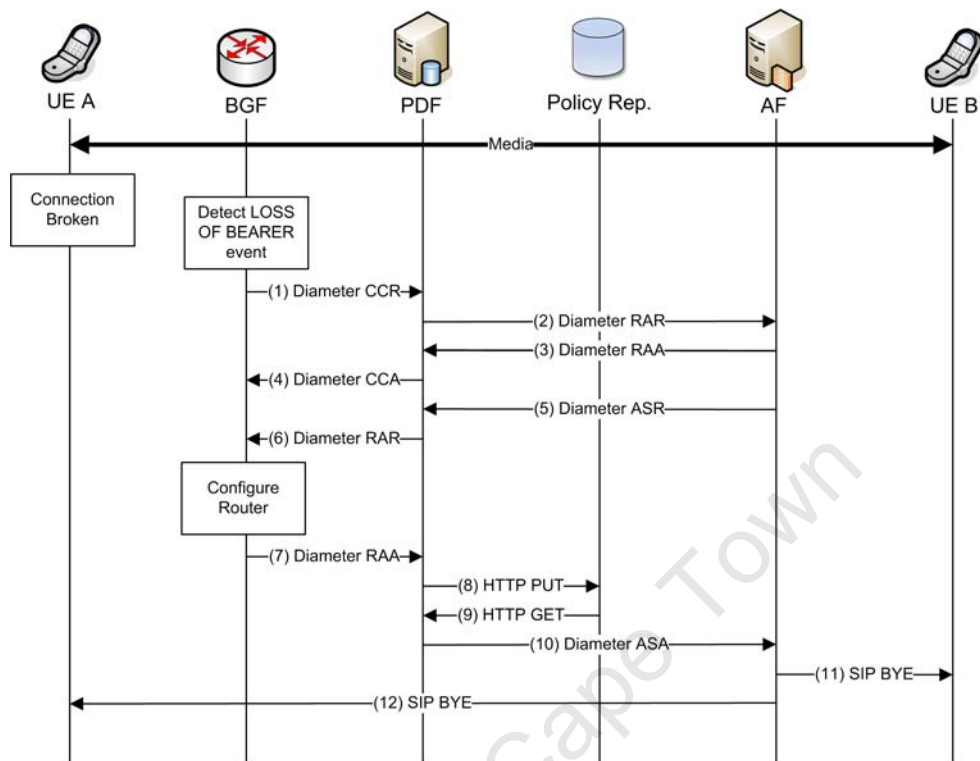 UE A
BGF
PDF
Policy Rep.
AF
UE B
Media
Connection
Broken
Detect LOSS
OF BEARER
event
(1) Diameter CCR
(2) Diameter RAR
(3) Diameter RAA
(4) Diameter CCA
(5) Diameter ASR
(6) Diameter RAR
Configure
Router
(7) Diameter RAA
(8) HTTP PUT
(9) HTTP GET
(10) Diameter ASA
(11) SIP BYE
(12) SIP BYE
Cape Town